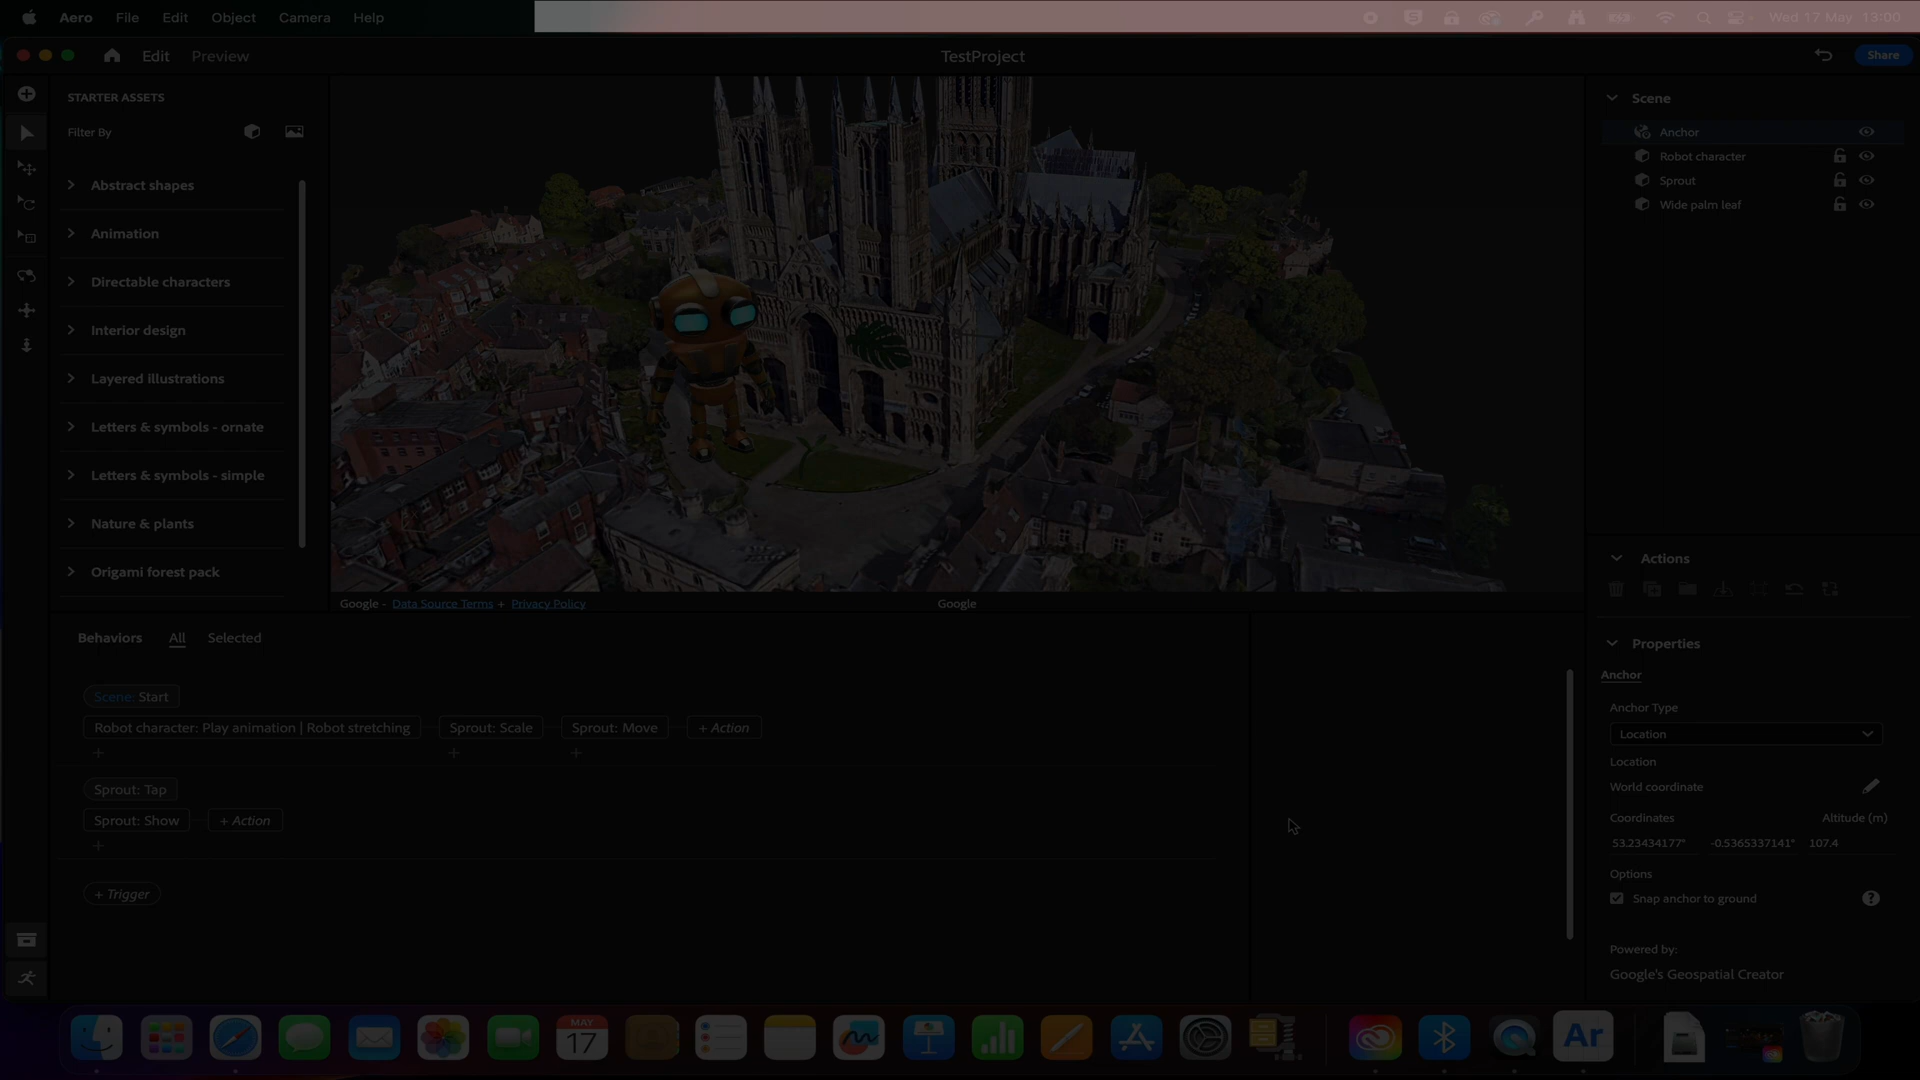 Aero File Edit Object Camera Help
Wed 17 May 13:00
Edit Preview
TestProject
Share
STARTER ASSETS
Filter By
Abstract shapes
Animation
Directable characters
Interior design
Layered illustrations
Letters & symbols - ornate
Letters & symbols - simple
Nature & plants
Origami forest pack
Google - Data Source Terms + Privacy Policy
Google
Scene
Anchor
Robot character
Sprout
Wide palm leaf
Behaviors All Selected
Scene: Start
Robot character: Play animation | Robot stretching Sprout: Scale Sprout: Move + Action
+ + +
Sprout: Tap
Sprout: Show + Action
+
+ Trigger
Actions
Properties
Anchor
Anchor Type
Location
Location
World coordinate
Coordinates Altitude (m)
53.23434177° -0.5365337141° 107.4
Options
Snap anchor to ground ?
Powered by:
Google's Geospatial Creator
MAY
17
Ar